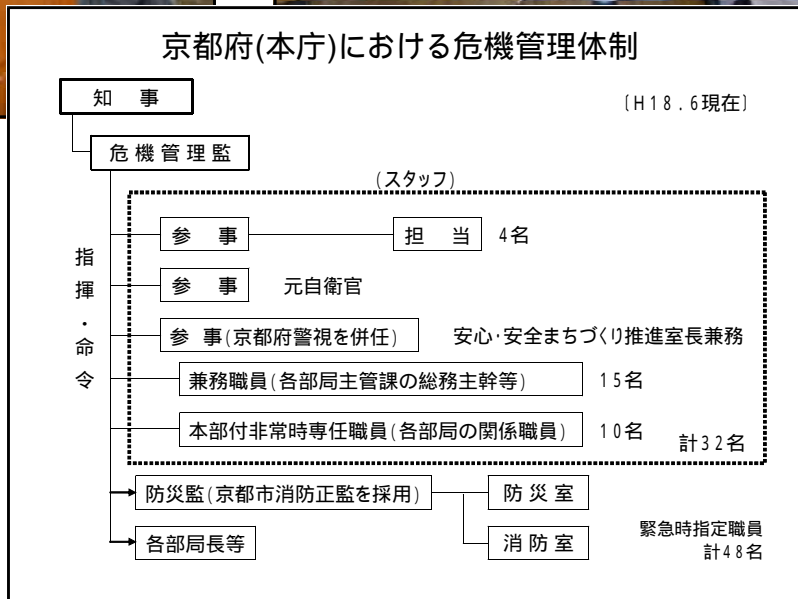 京都府(本庁)における危機管理体制
知 事
〔H18.6現在〕
危機管理監
(スタッフ)
指揮・命令
参 事
担 当 4名
参 事 元自衛官
参 事(京都府警視を併任) 安心・安全まちづくり推進室長兼務
兼務職員(各部局主管課の総務主幹等) 15名
本部付非常時専任職員(各部局の関係職員) 10名
計32名
防災監(京都市消防正監を採用)
防災室
消防室
各部局長等
緊急時指定職員
計48名